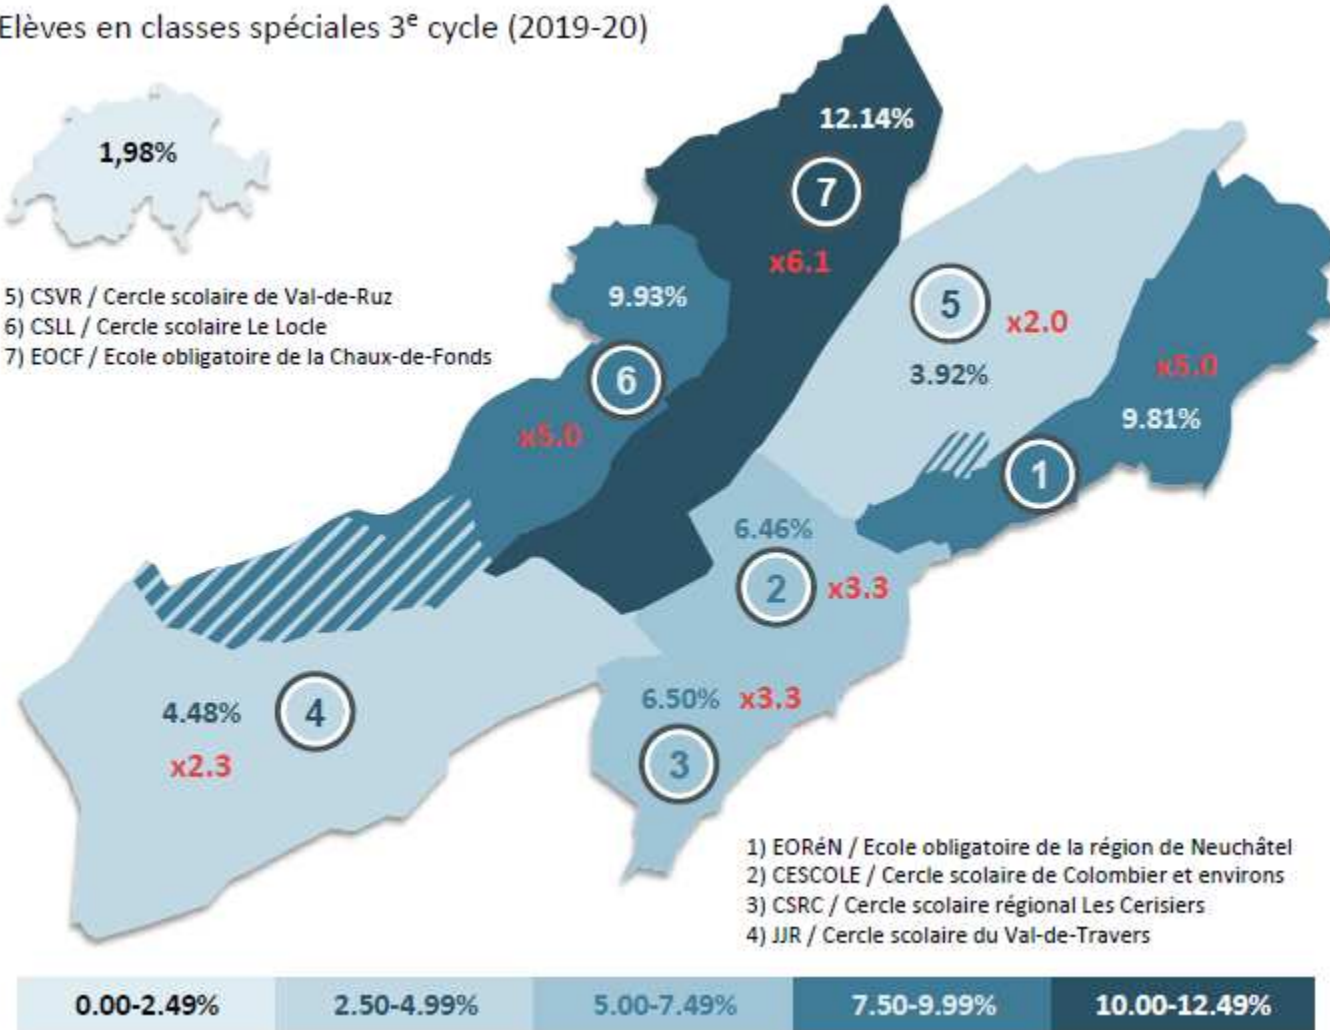 Elèves en classes spéciales 3e cycle (2019-20)
1,98%
12.14%
7
x6.1
5) CSVR / Cercle scolaire de Val-de-Ruz
6) CSLL / Cercle scolaire Le Locle
7) EOCF / Ecole obligatoire de la Chaux-de-Fonds
9.93%
6
x5.0
5
x2.0
3.92%
x5.0
9.81%
1
6.46%
2
x3.3
4.48%
4
x2.3
6.50%
x3.3
3
1) EORéN / Ecole obligatoire de la région de Neuchâtel
2) CESCOLE / Cercle scolaire de Colombier et environs
3) CSRC / Cercle scolaire régional Les Cerisiers
4) JJR / Cercle scolaire du Val-de-Travers
0.00-2.49% 2.50-4.99% 5.00-7.49% 7.50-9.99% 10.00-12.49%